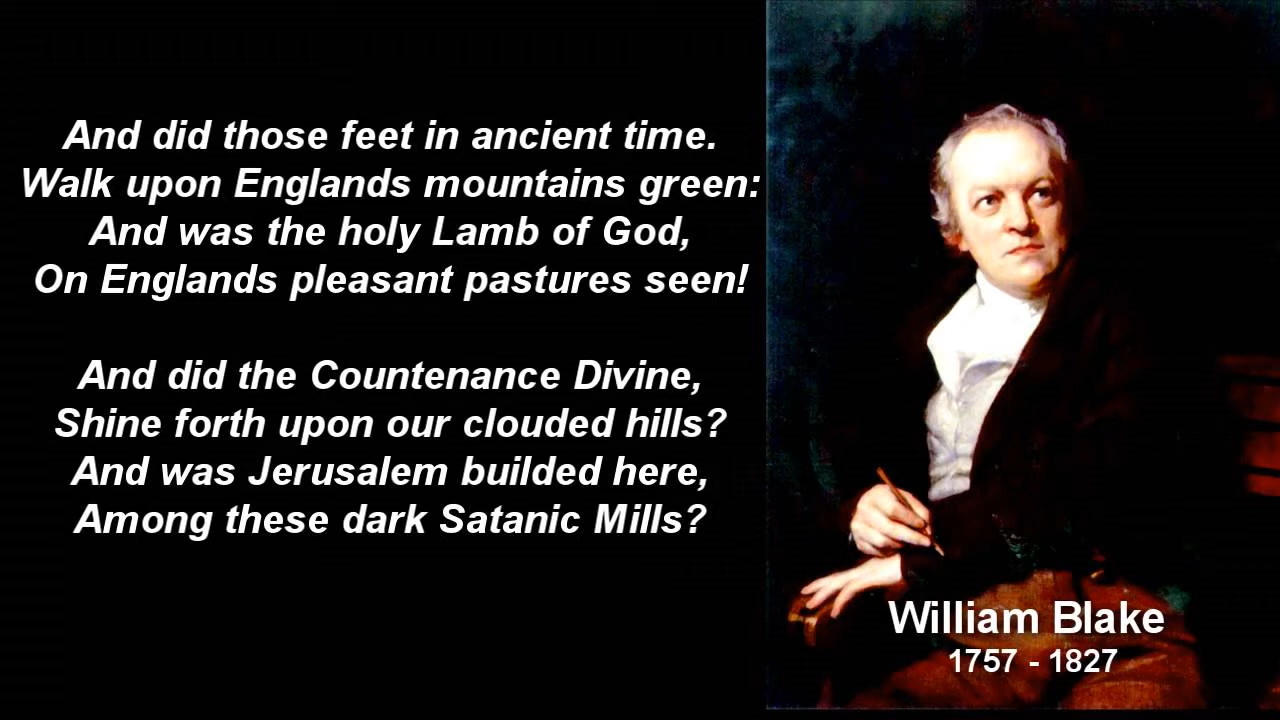 And did those feet in ancient time.
Walk upon Englands mountains green:
And was the holy Lamb of God,
On Englands pleasant pastures seen!
And did the Countenance Divine,
Shine forth upon our clouded hills?
And was Jerusalem builded here,
Among these dark Satanic Mills?
William Blake
1757 - 1827